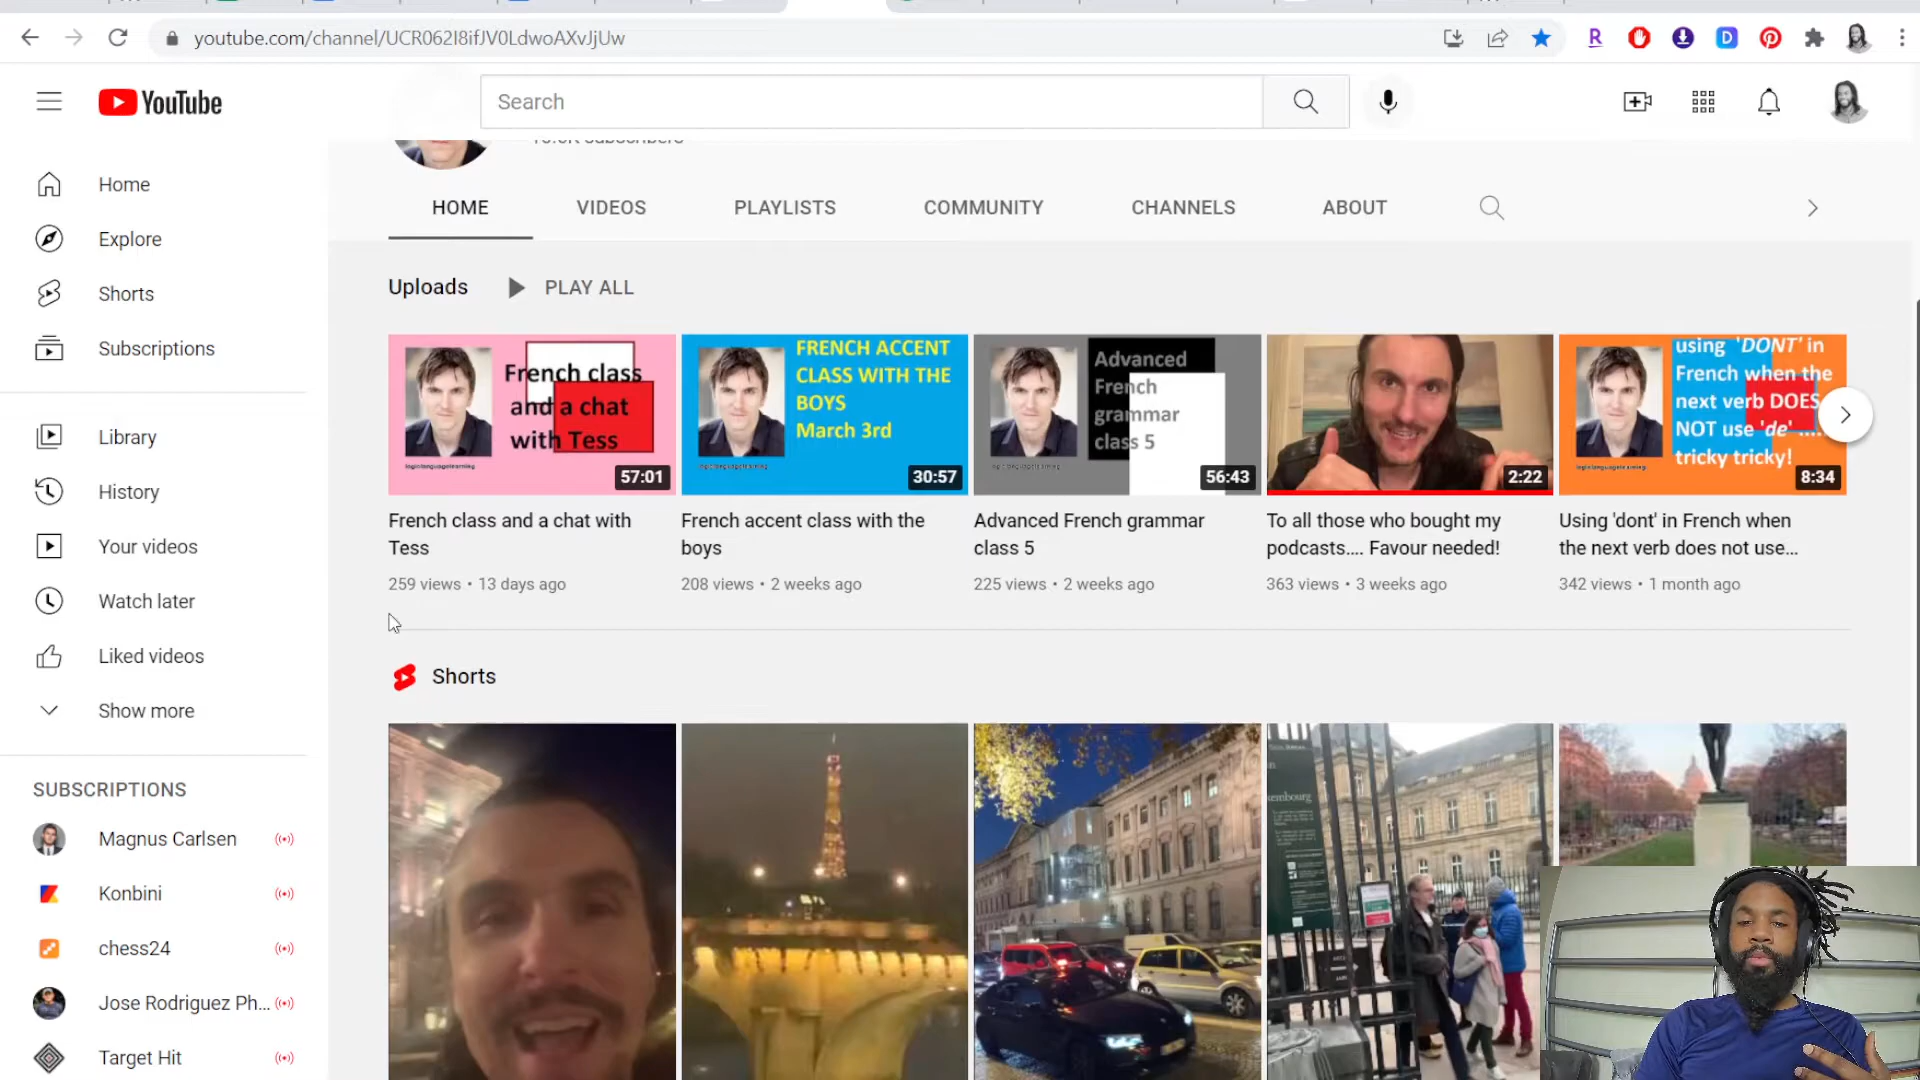 youtube.com/channel/UCR062I8ifJV0LdwoAXvJjUw
YouTube
Search
Home
Explore
Shorts
Subscriptions
Library
History
Your videos
Watch later
Liked videos
Show more
SUBSCRIPTIONS
Magnus Carlsen
Konbini
chess24
Jose Rodriguez Ph...
Target Hit
HOME
VIDEOS
PLAYLISTS
COMMUNITY
CHANNELS
ABOUT
Uploads
PLAY ALL
French class
and a chat
with Tess
57:01
French class and a chat with
Tess
259 views • 13 days ago
FRENCH ACCENT
CLASS WITH THE
BOYS
March 3rd
30:57
French accent class with the
boys
208 views • 2 weeks ago
Advanced
French
grammar
class 5
56:43
Advanced French grammar
class 5
225 views • 2 weeks ago
2:22
To all those who bought my
podcasts.... Favour needed!
363 views • 3 weeks ago
using 'DONT' in
French when the
next verb DOES
NOT use 'de' ....
tricky tricky!
8:34
Using 'dont' in French when
the next verb does not use...
342 views • 1 month ago
Shorts